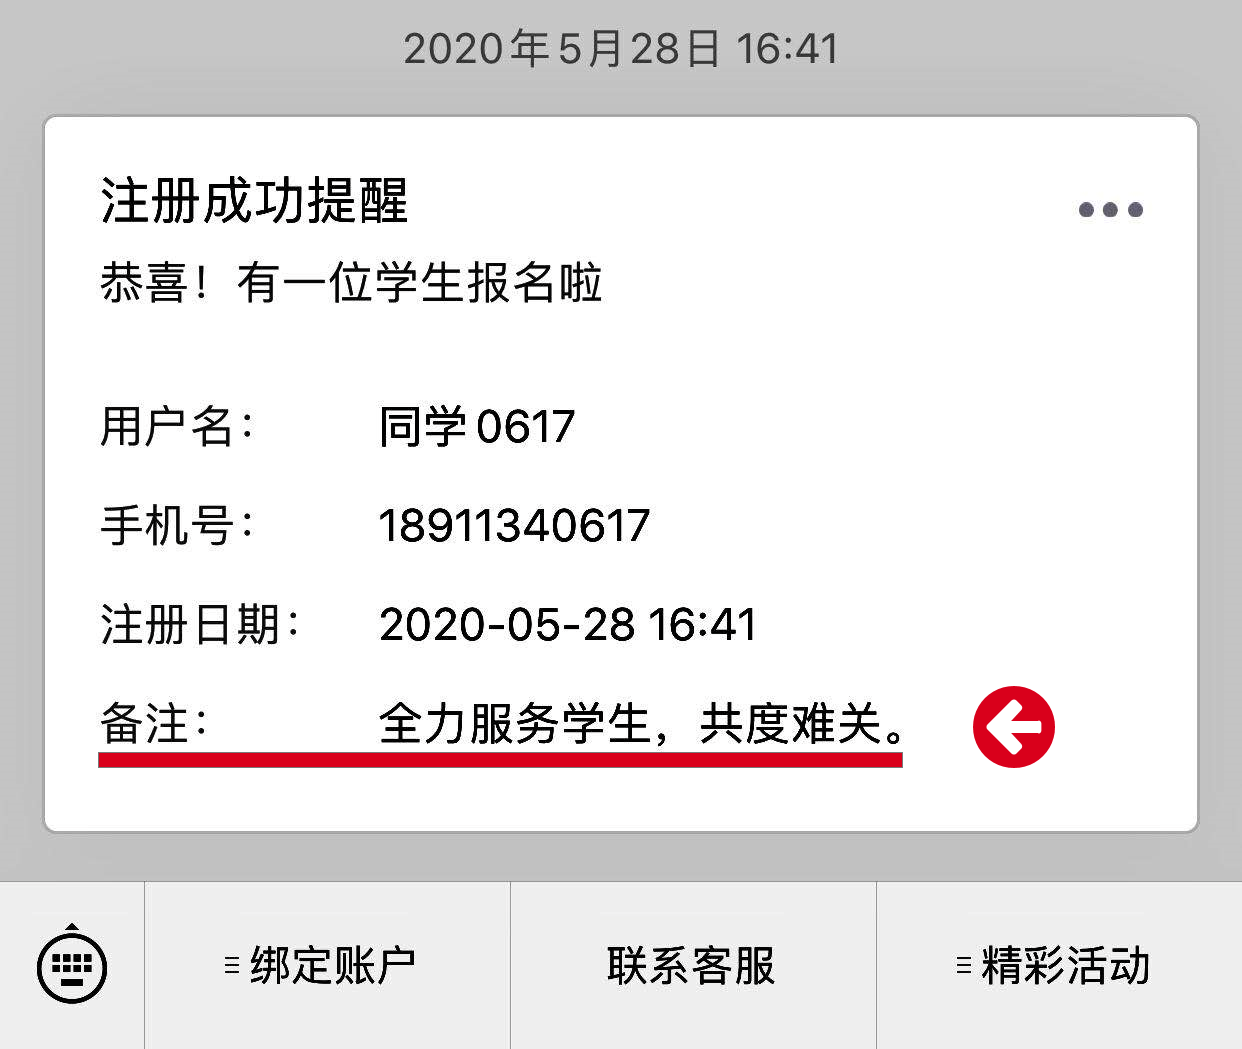 2020年5月28日 16:41
注册成功提醒
恭喜！有一位学生报名啦
用户名： 同学0617
手机号： 18911340617
注册日期： 2020-05-28 16:41
备注： 全力服务学生，共度难关。
绑定账户 联系客服 精彩活动